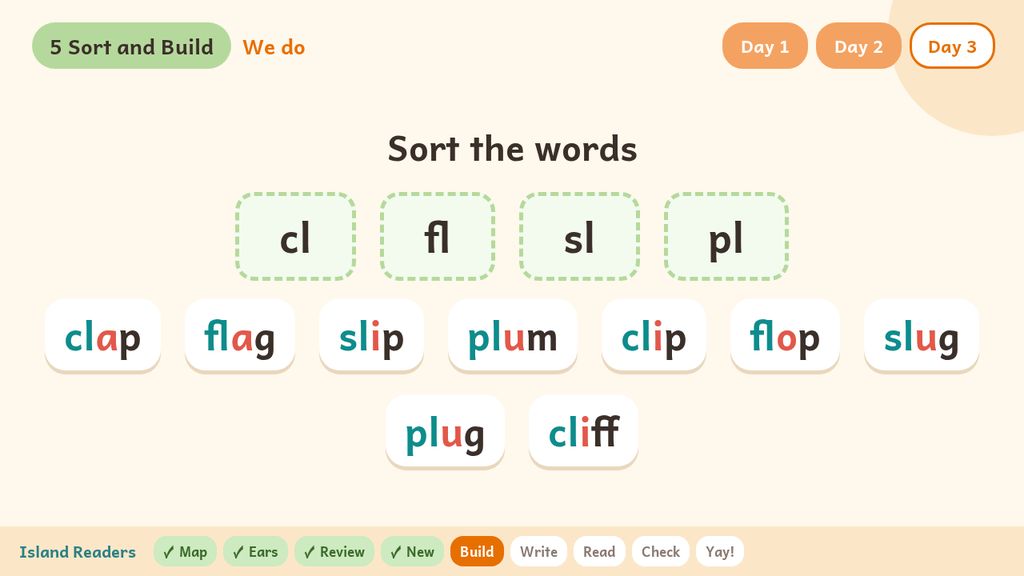 5 Sort and Build We do Day 1 Day 2 Day 3
Sort the words
cl fl sl pl
clap flag slip plum clip flop slug
plug cliff
Island Readers ✓ Map ✓ Ears ✓ Review ✓ New Build Write Read Check Yay!